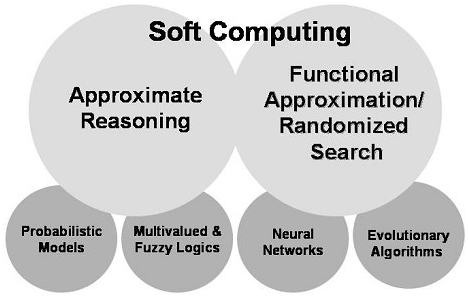 Soft Computing
Approximate
Reasoning
Functional
Approximation/
Randomized
Search
Probabilistic
Models
Multivalued &
Fuzzy Logics
Neural
Networks
Evolutionary
Algorithms